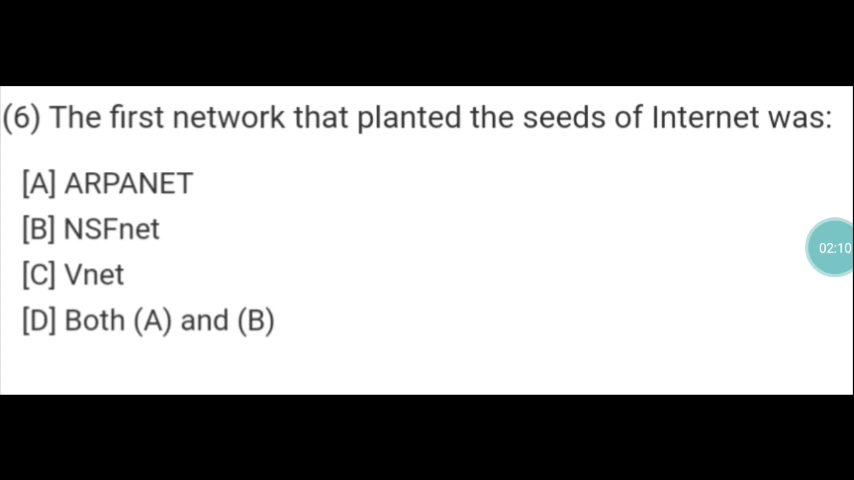 (6) The first network that planted the seeds of Internet was:
[A] ARPANET
[B] NSFnet
[C] Vnet
[D] Both (A) and (B)
02:10